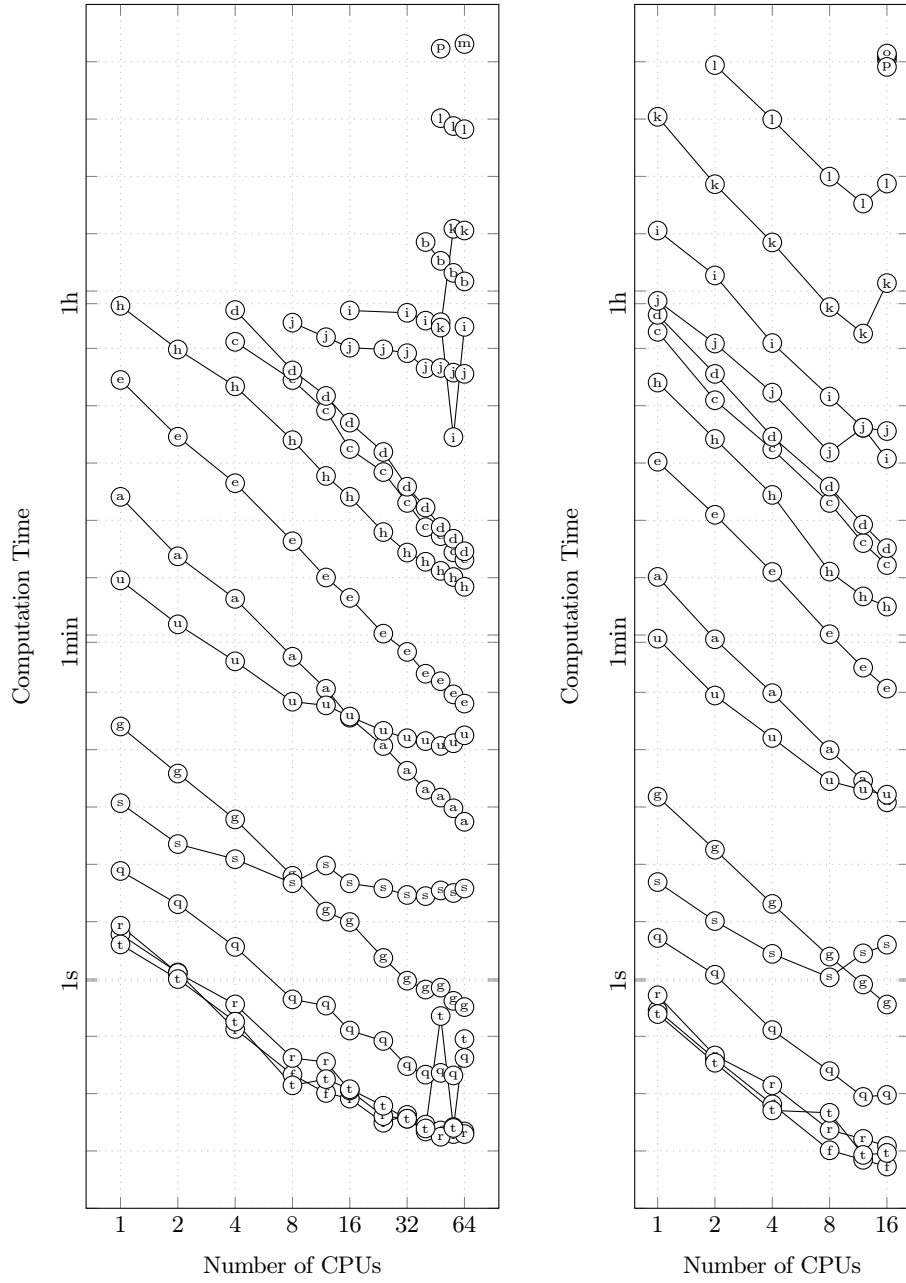 Computation Time
1h
1min
1s
p m
l l l
b b b b
k k k
i i i i i i
j j j j j j j j j
d d d d d d d d d d
c c c c c c c c
h h h h h h h h h h h
e e e e e e e e e e e
a a a a a a a a a a
u u u u u u u u u u u
g g g g g g g g g g g
s s s s s s s s s s s
q q q q q q q q q q
r r r r r
f
t t t t t t t t t t
1 2 4 8 16 32 64
Number of CPUs
Computation Time
1h
1min
1s
o
p
l l l l l
k k k k k k
i i i i i
j j j j j j
d d d d d d
c c c c c c
h h h h h h
e e e e e e
a a a a a
u u u u u u
g g g g g g
s s s s s s
q q q q q q
r r r r
f f
t t t t t t
1 2 4 8 16
Number of CPUs